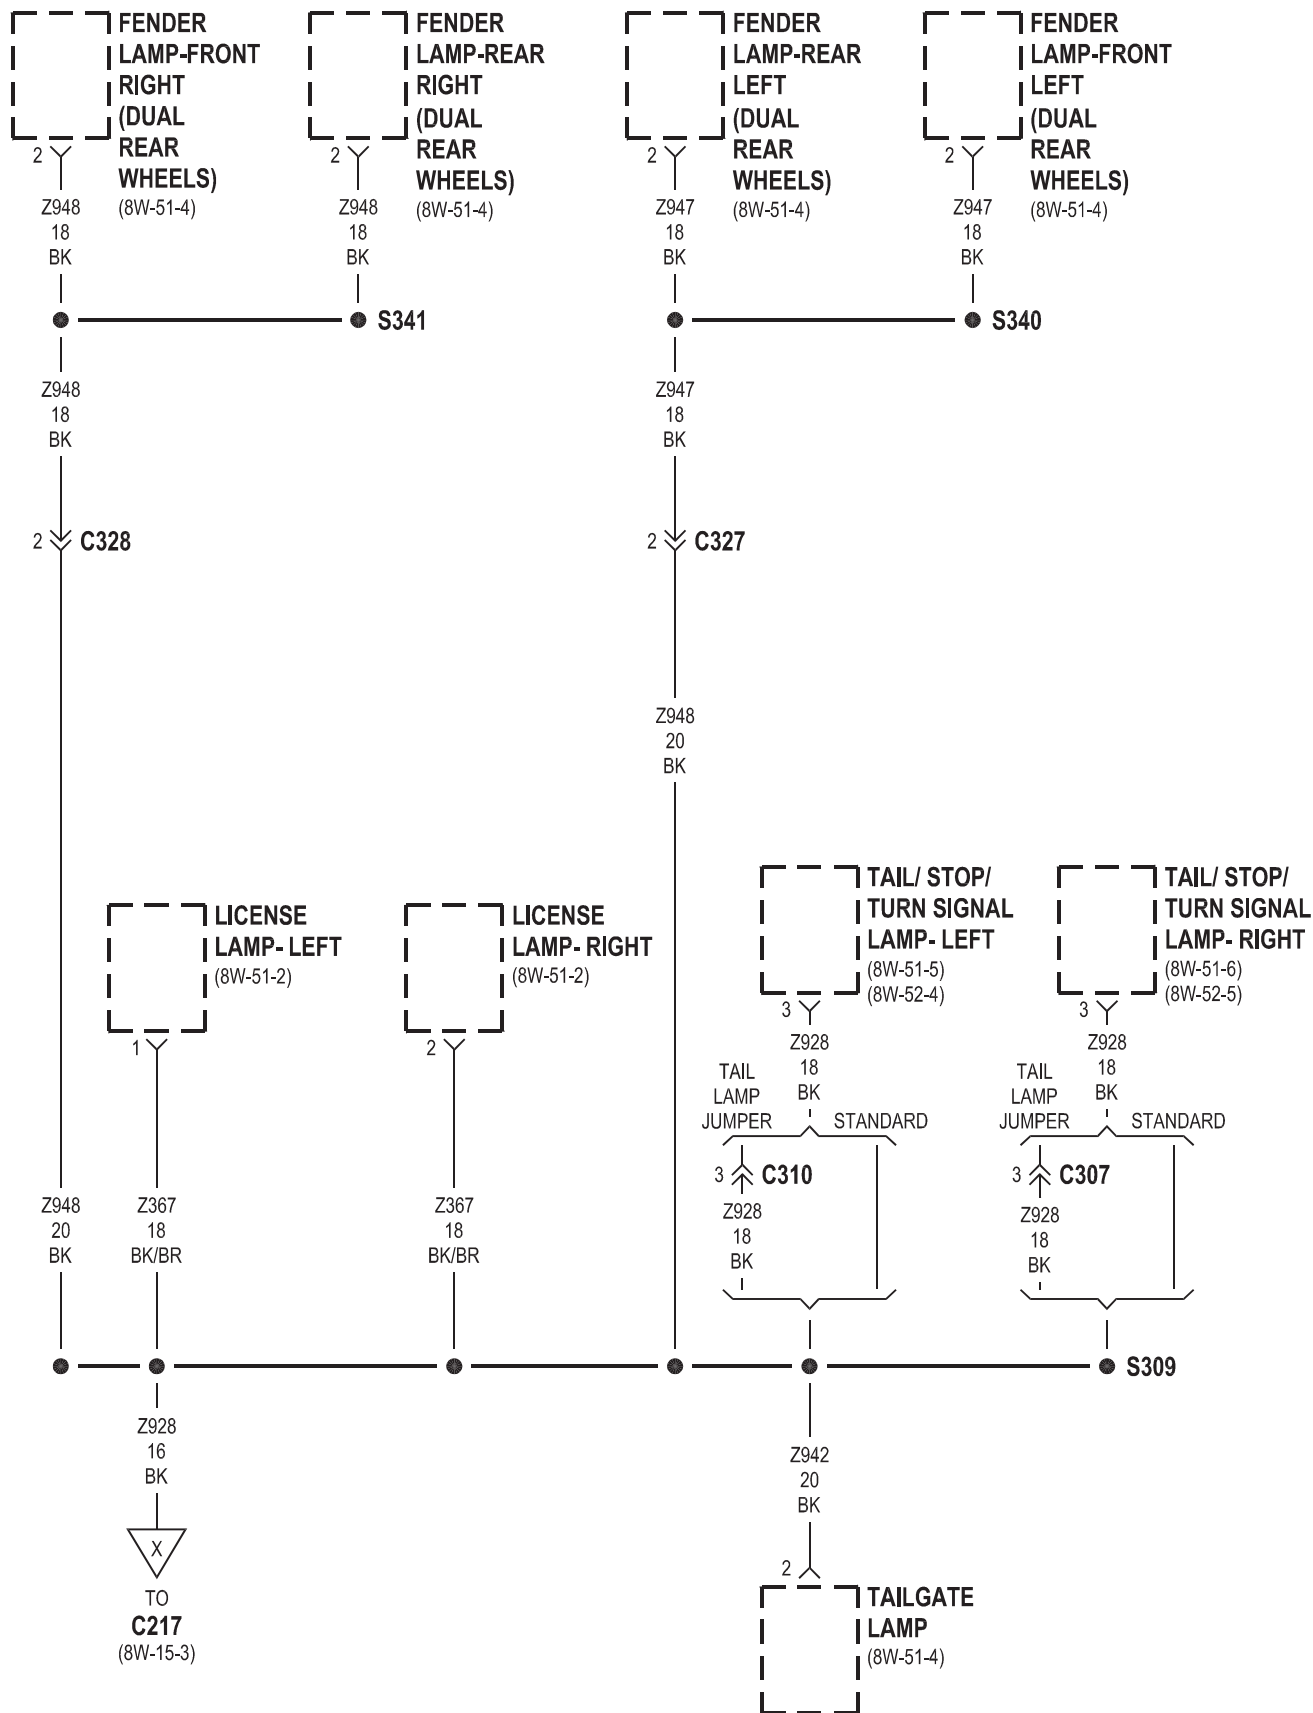 FENDER
LAMP-FRONT
RIGHT
(DUAL
REAR
WHEELS)
(8W-51-4)
2
Z948
18
BK
FENDER
LAMP-REAR
RIGHT
(DUAL
REAR
WHEELS)
(8W-51-4)
2
Z948
18
BK
FENDER
LAMP-REAR
LEFT
(DUAL
REAR
WHEELS)
(8W-51-4)
2
Z947
18
BK
FENDER
LAMP-FRONT
LEFT
(DUAL
REAR
WHEELS)
(8W-51-4)
2
Z947
18
BK
S341
S340
Z948
18
BK
Z947
18
BK
2 C328
2 C327
Z948
20
BK
LICENSE
LAMP- LEFT
(8W-51-2)
1
LICENSE
LAMP- RIGHT
(8W-51-2)
2
TAIL/ STOP/
TURN SIGNAL
LAMP- LEFT
(8W-51-5)
(8W-52-4)
3
Z928
18
BK
TAIL
LAMP
JUMPER
STANDARD
3 C310
Z928
18
BK
TAIL/ STOP/
TURN SIGNAL
LAMP- RIGHT
(8W-51-6)
(8W-52-5)
3
Z928
18
BK
TAIL
LAMP
JUMPER
STANDARD
3 C307
Z928
18
BK
Z948
20
BK
Z367
18
BK/BR
Z367
18
BK/BR
S309
Z928
16
BK
X
TO
C217
(8W-15-3)
Z942
20
BK
2
TAILGATE
LAMP
(8W-51-4)